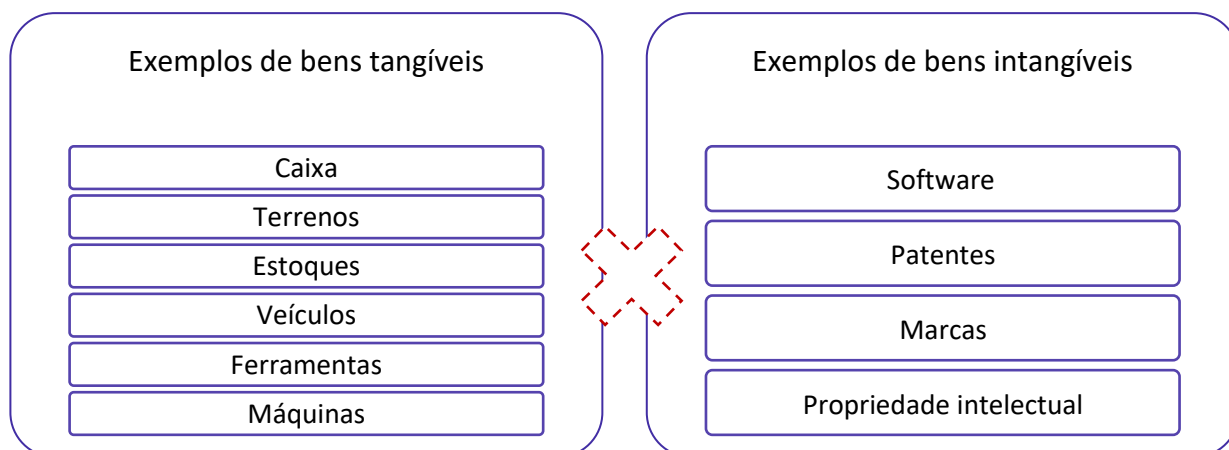 Exemplos de bens tangíveis
Caixa
Terrenos
Estoques
Veículos
Ferramentas
Máquinas
Exemplos de bens intangíveis
Software
Patentes
Marcas
Propriedade intelectual